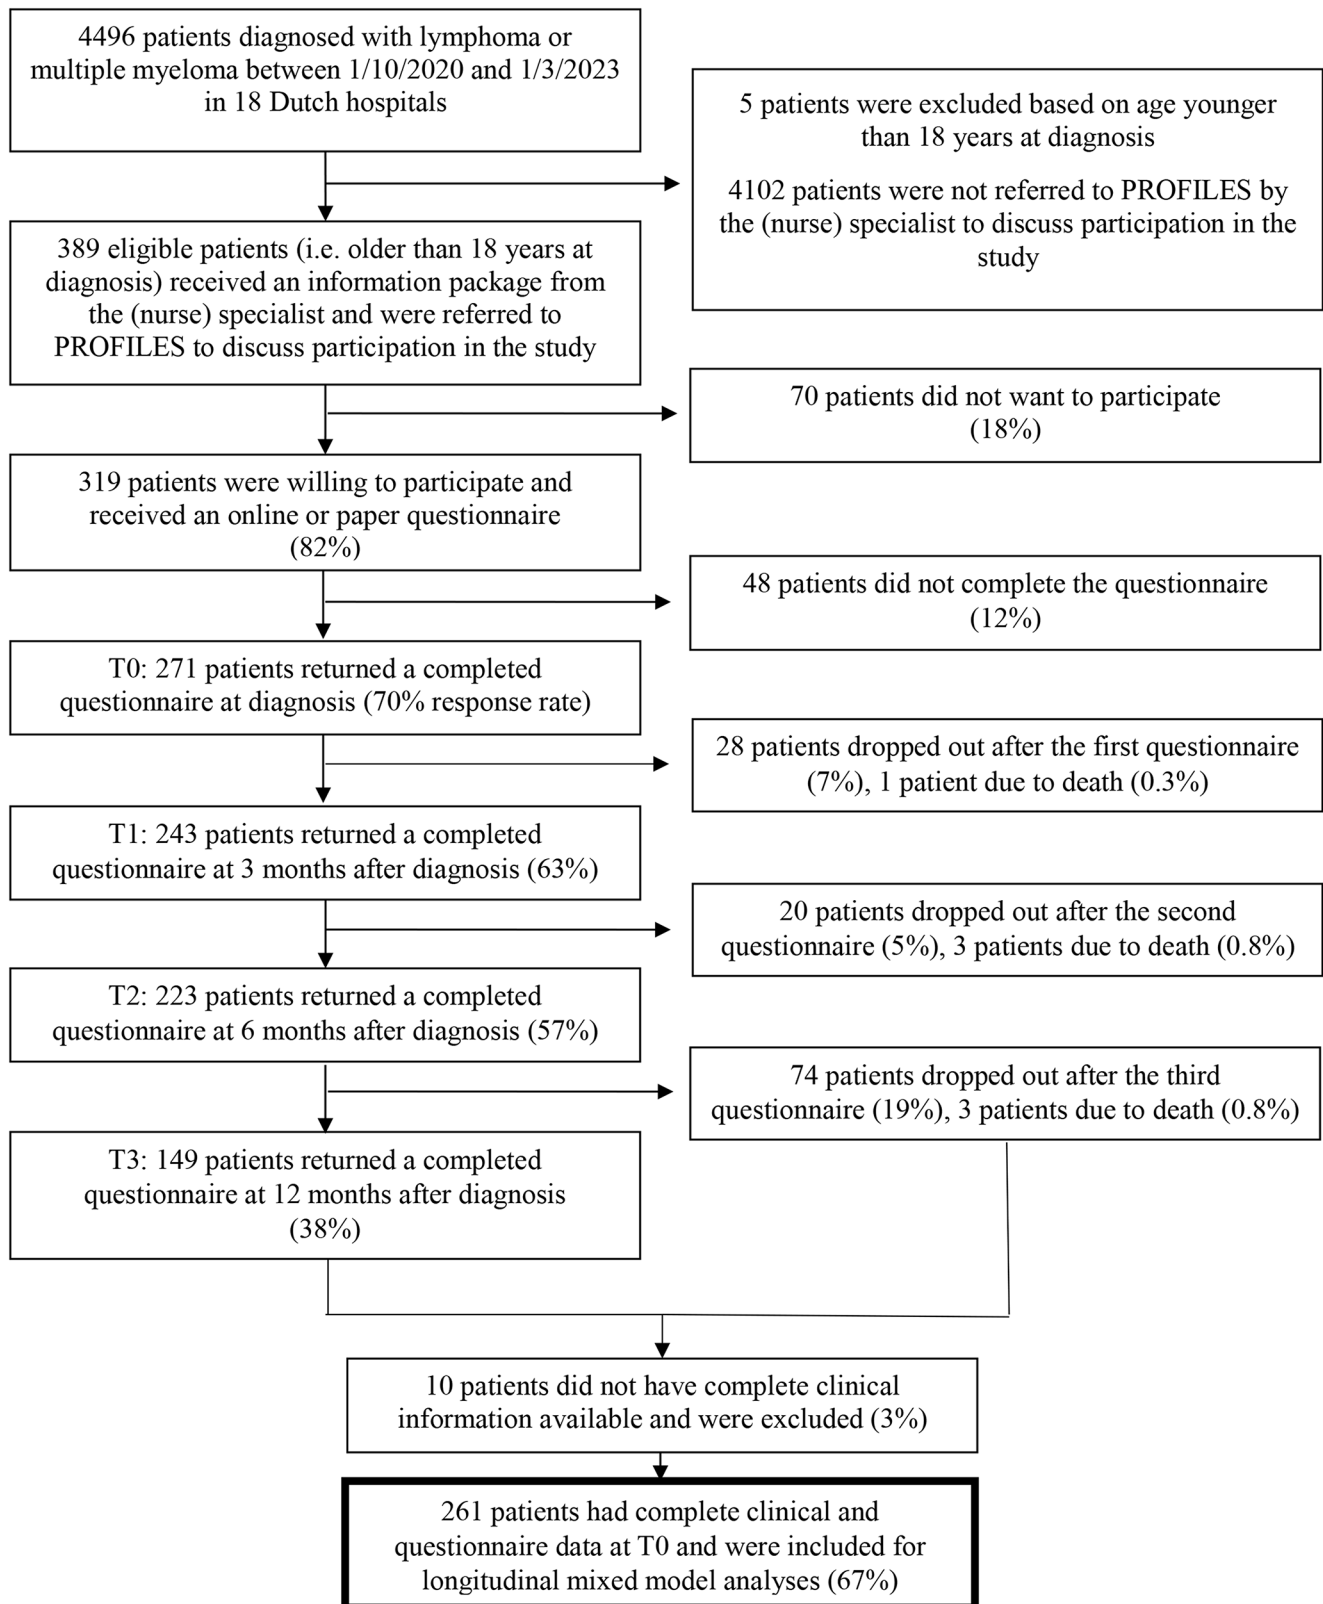 4496 patients diagnosed with lymphoma or
multiple myeloma between 1/10/2020 and 1/3/2023
in 18 Dutch hospitals
5 patients were excluded based on age younger
than 18 years at diagnosis
4102 patients were not referred to PROFILES by
the (nurse) specialist to discuss participation in the
study
389 eligible patients (i.e. older than 18 years at
diagnosis) received an information package from
the (nurse) specialist and were referred to
PROFILES to discuss participation in the study
70 patients did not want to participate
(18%)
319 patients were willing to participate and
received an online or paper questionnaire
(82%)
48 patients did not complete the questionnaire
(12%)
T0: 271 patients returned a completed
questionnaire at diagnosis (70% response rate)
28 patients dropped out after the first questionnaire
(7%), 1 patient due to death (0.3%)
T1: 243 patients returned a completed
questionnaire at 3 months after diagnosis (63%)
20 patients dropped out after the second
questionnaire (5%), 3 patients due to death (0.8%)
T2: 223 patients returned a completed
questionnaire at 6 months after diagnosis (57%)
74 patients dropped out after the third
questionnaire (19%), 3 patients due to death (0.8%)
T3: 149 patients returned a completed
questionnaire at 12 months after diagnosis
(38%)
10 patients did not have complete clinical
information available and were excluded (3%)
261 patients had complete clinical and
questionnaire data at T0 and were included for
longitudinal mixed model analyses (67%)